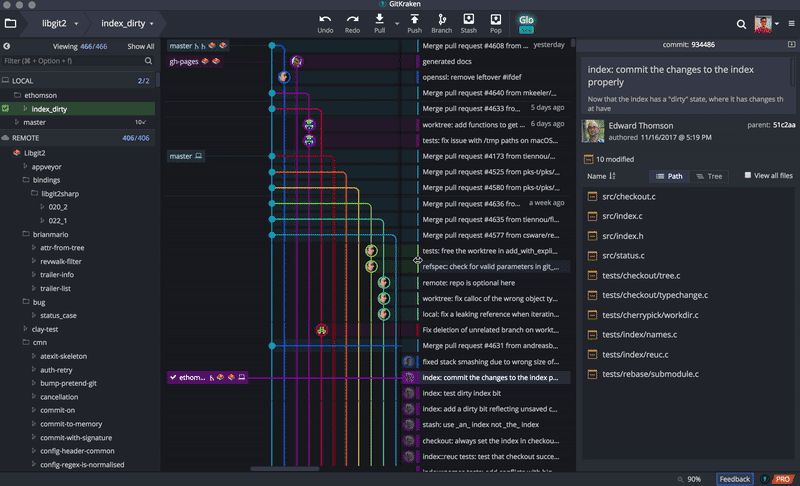 GitKraken
libgit2
index_dirty
Undo
Redo
Pull
Push
Branch
Stash
Pop
Glo
Viewing 466/466
Show All
Filter (⌘ + Option + f)
LOCAL 2/2
ethomson
index_dirty
master 10
REMOTE 406/406
Libgit2
appveyor
bindings
libgit2sharp
020_2
022_1
brianmario
attr-from-tree
revwalk-filter
trailer-info
trailer-list
bug
status_case
clay-test
cmn
atexit-skeleton
auth-retry
bump-pretend-git
cancellation
commit-on
commit-to-memory
commit-with-signature
config-header-common
config-regex-is-normalised
master
gh-pages
master
ethom...
Merge pull request #4608 from ... yesterday
generated docs
openssl: remove leftover #ifdef
Merge pull request #4640 from mkeeler/...
Merge pull request #4633 fro... 5 days ago
worktree: add functions to get ... 6 days ago
tests: fix issue with /tmp paths on macOS...
Merge pull request #4173 from tiennou/...
Merge pull request #4525 from pks-t/pks/...
Merge pull request #4580 from pks-t/pks/...
Merge pull request #4636 fro... a week ago
Merge pull request #4635 from tiennou/fi...
Merge pull request #4577 from csware/re...
tests: free the worktree in add_with_expli...
refspec: check for valid parameters in git_...
remote: repo is optional here
worktree: fix calloc of the wrong object ty...
local: fix a leaking reference when iteratin...
Fix deletion of unrelated branch on workt...
Merge pull request #4631 from andreasb...
fixed stack smashing due to wrong size of...
index: commit the changes to the index p...
index: test dirty index bit
index: add a dirty bit reflecting unsaved c...
stash: use _an_ index not _the_ index
checkout: always set the index in checkou...
index::reuc tests: test that checkout succe...
commit: 934486
index: commit the changes to the index
properly
Now that the index has a "dirty" state, where it has changes th
at have
Edward Thomson
authored 11/16/2017 @ 5:19 PM
parent: 51c2aa
10 modified
Name
Path
Tree
View all files
src/checkout.c
src/index.c
src/index.h
src/status.c
tests/checkout/tree.c
tests/checkout/typechange.c
tests/cherrypick/workdir.c
tests/index/names.c
tests/index/reuc.c
tests/rebase/submodule.c
90%
Feedback
PRO